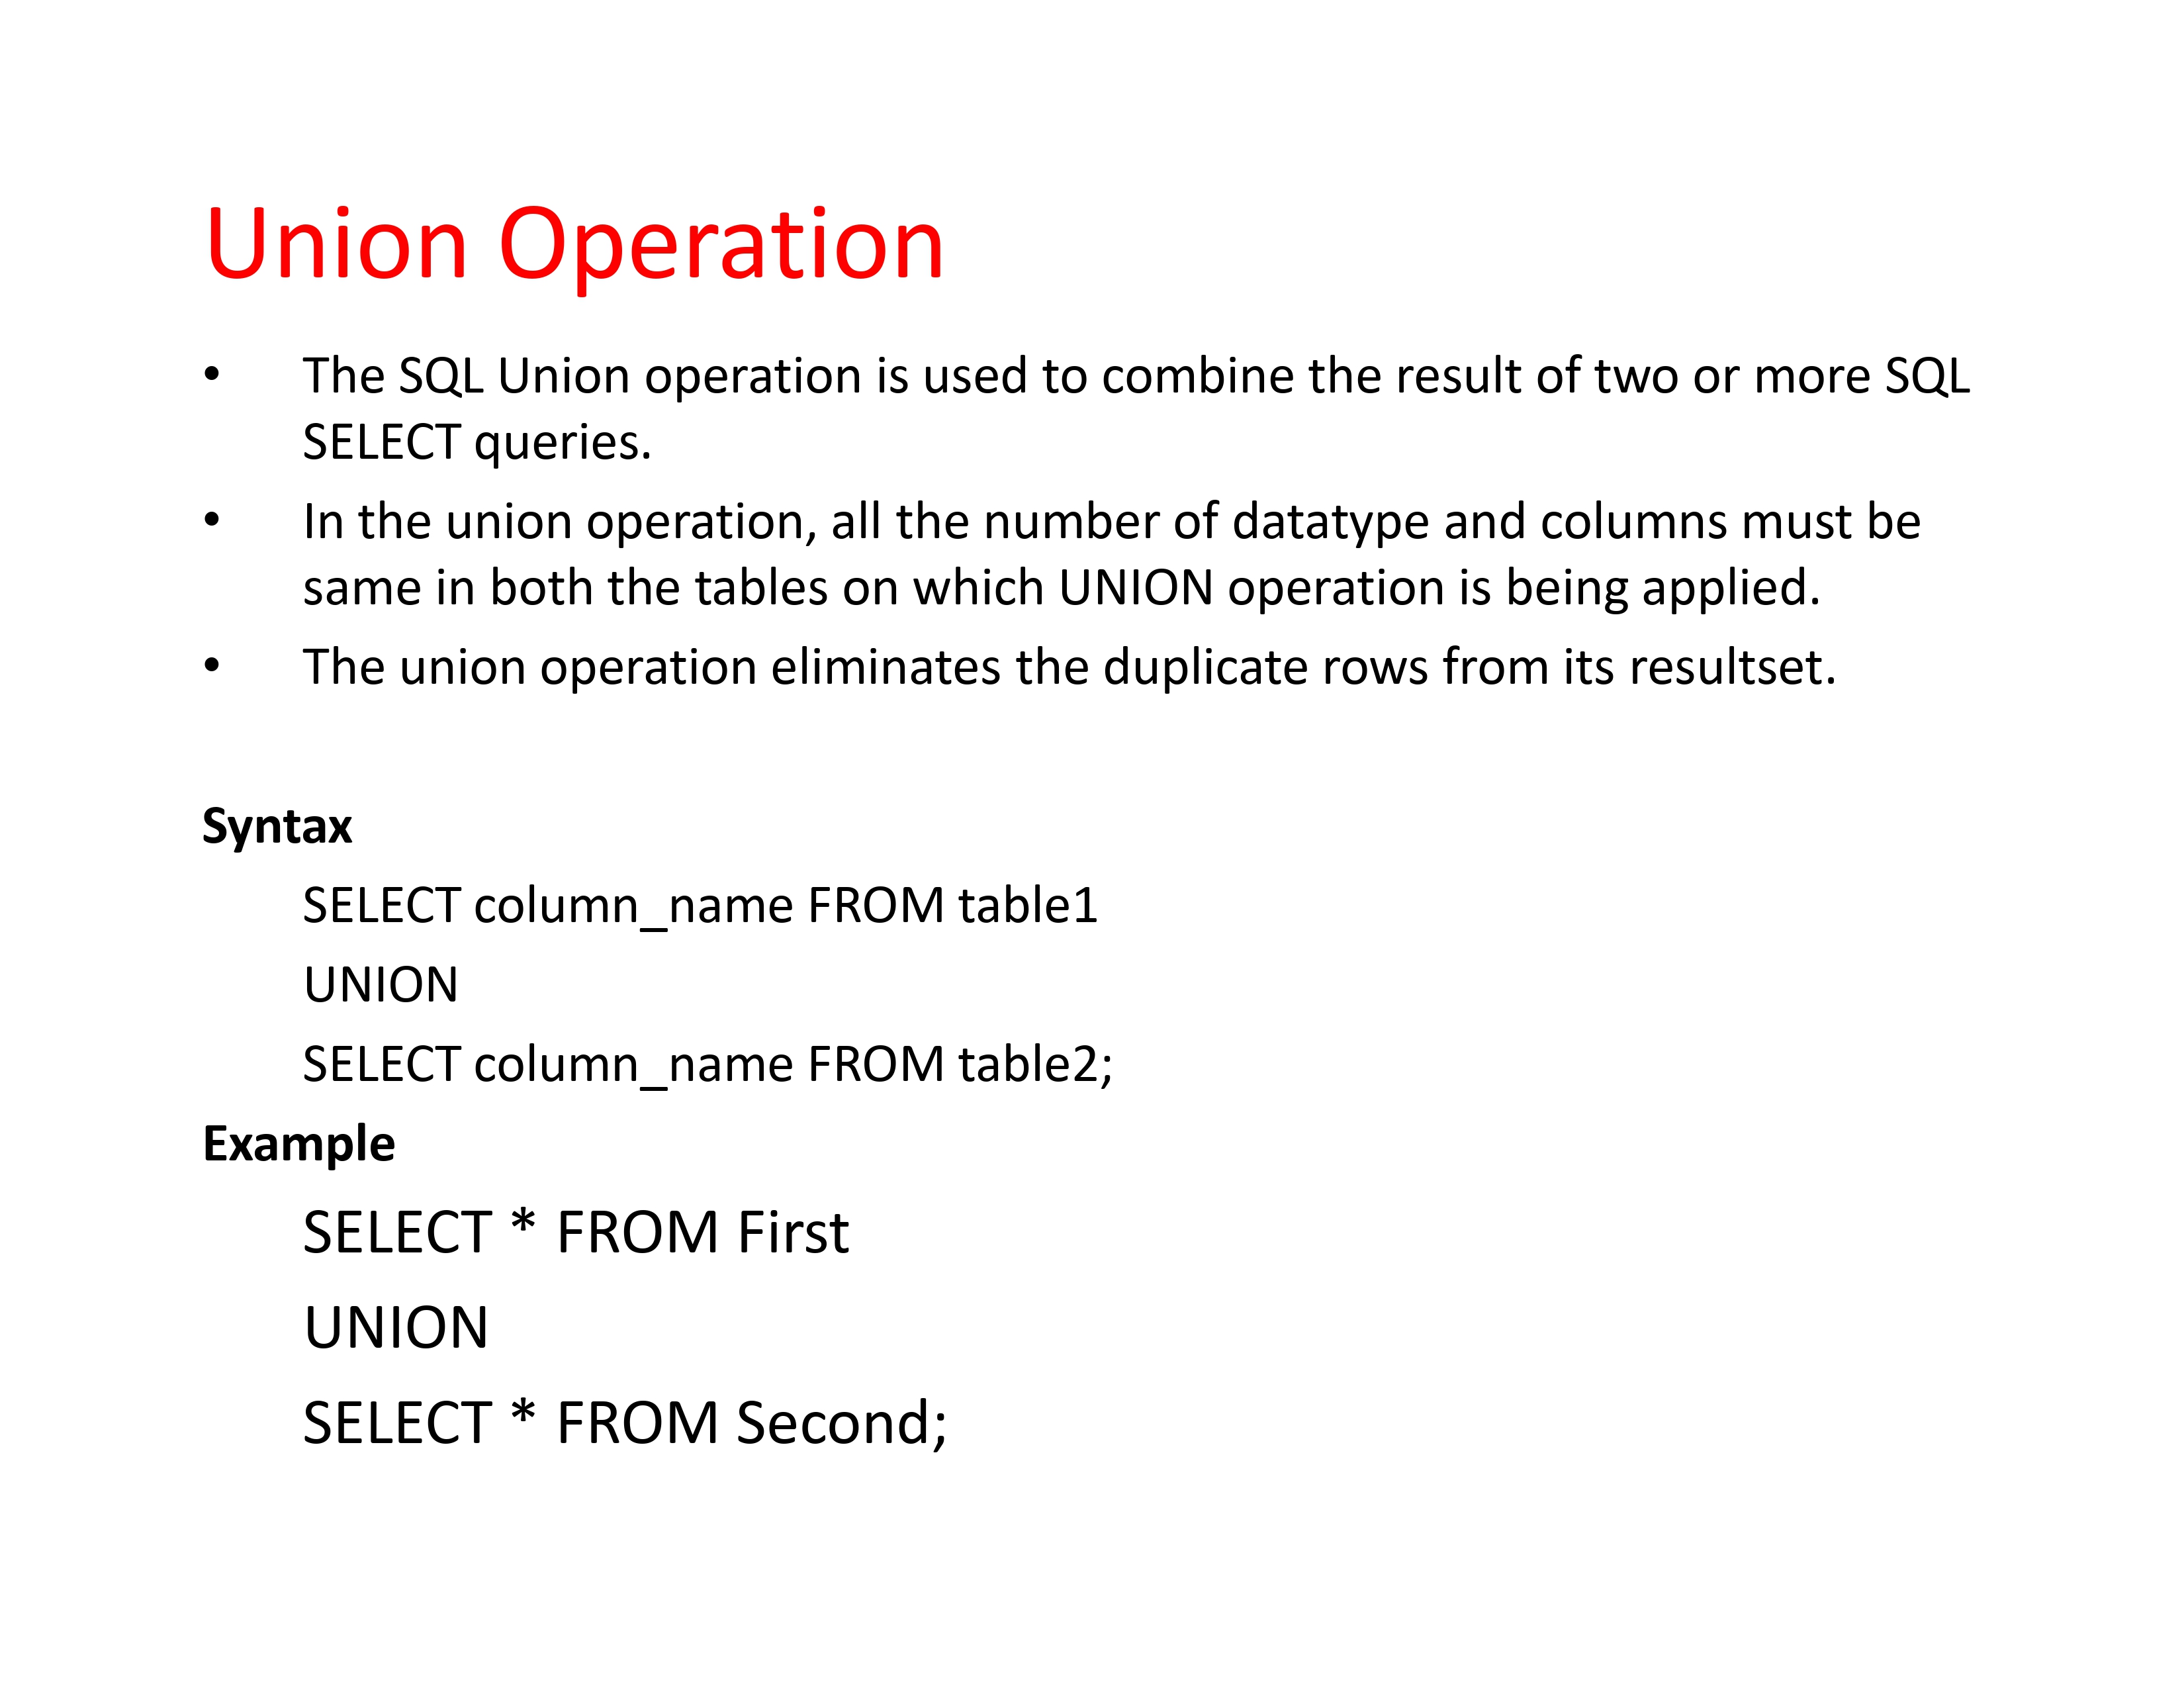 Union Operation
• The SQL Union operation is used to combine the result of two or more SQL
SELECT queries.
• In the union operation, all the number of datatype and columns must be
same in both the tables on which UNION operation is being applied.
• The union operation eliminates the duplicate rows from its resultset.
Syntax
SELECT column_name FROM table1
UNION
SELECT column_name FROM table2;
Example
SELECT * FROM First
UNION
SELECT * FROM Second;